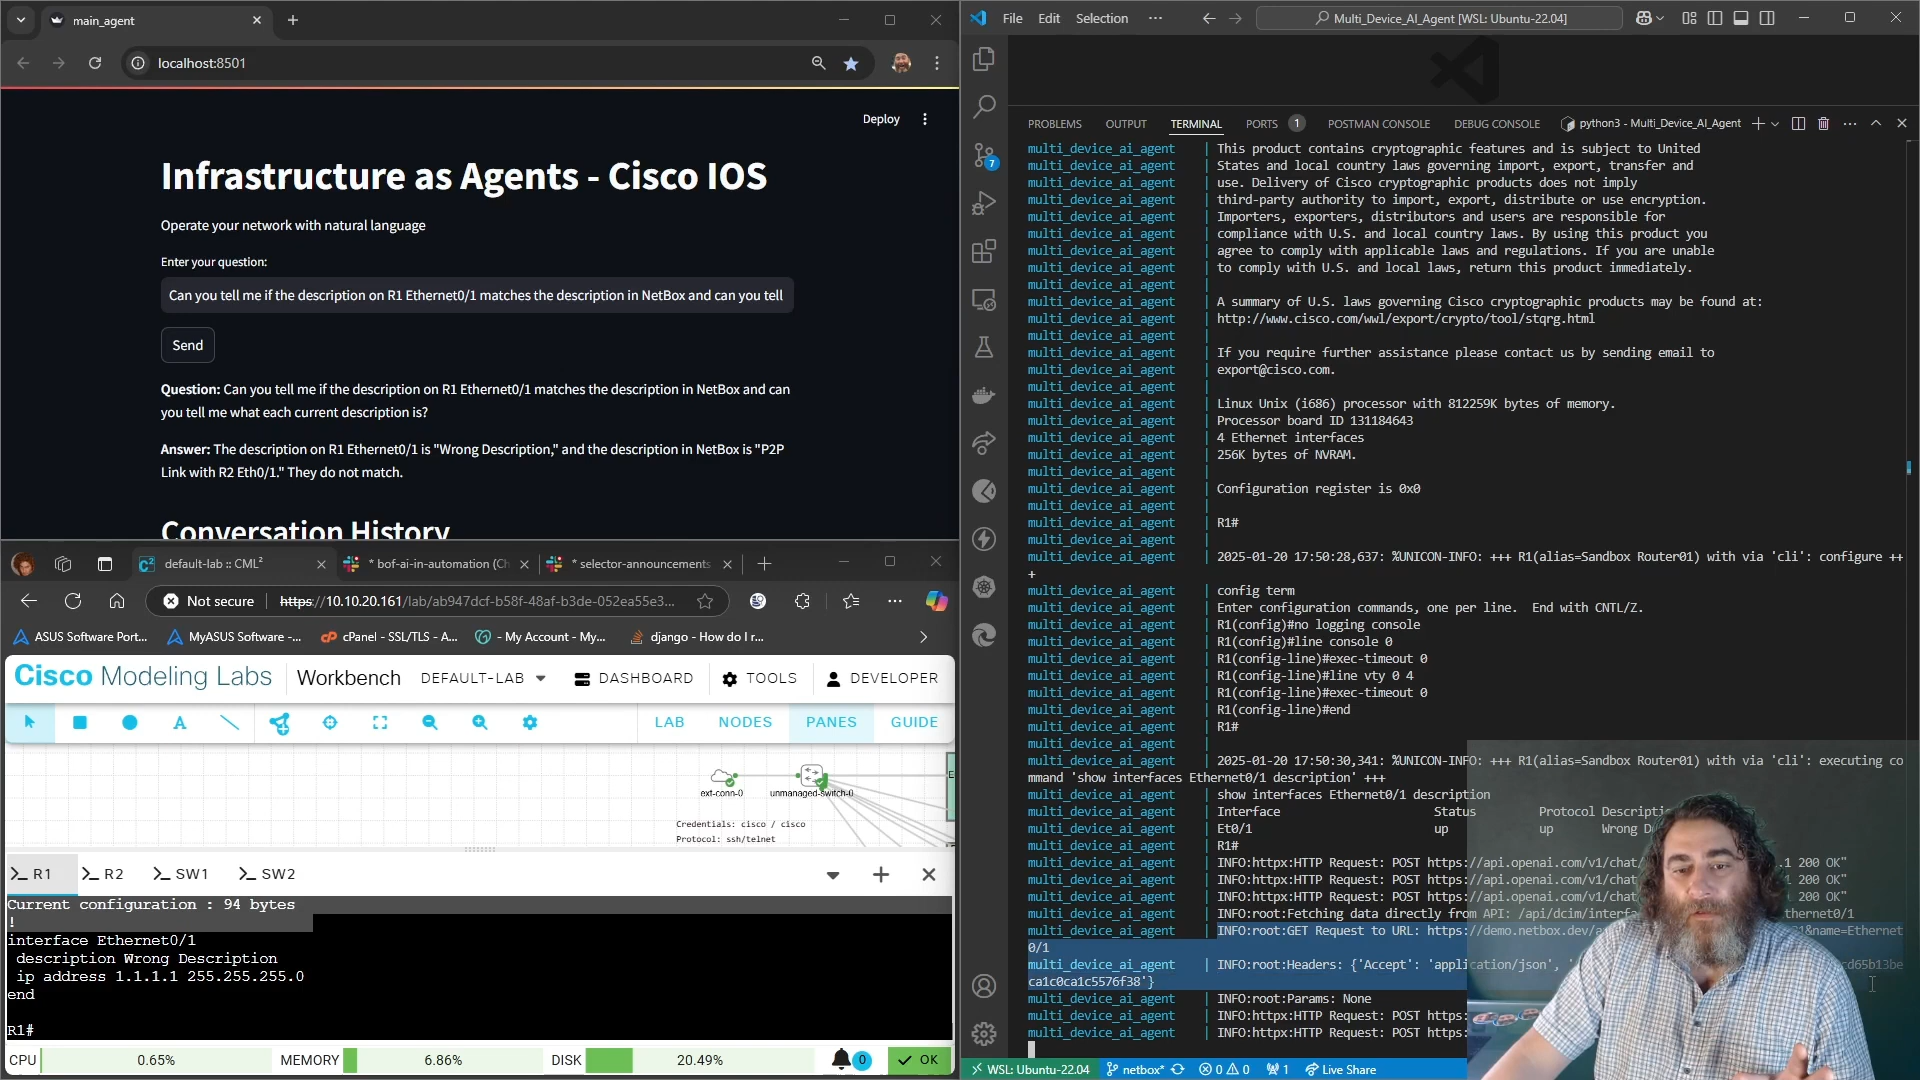 main_agent
localhost:8501
Deploy
Infrastructure as Agents - Cisco IOS
Operate your network with natural language
Enter your question:
Can you tell me if the description on R1 Ethernet0/1 matches the description in NetBox and can you tell
Send
Question: Can you tell me if the description on R1 Ethernet0/1 matches the description in NetBox and can
you tell me what each current description is?
Answer: The description on R1 Ethernet0/1 is "Wrong Description," and the description in NetBox is "P2P
Link with R2 Eth0/1." They do not match.
Conversation History
default-lab :: CML²
* bof-ai-in-automation (Ch
* selector-announcements
Not secure
https://10.10.20.161/lab/ab947dcf-b58f-48af-b3de-052ea55e3...
ASUS Software Port...
MyASUS Software -...
cPanel - SSL/TLS - A...
- My Account - My...
django - How do I r...
Cisco Modeling Labs
Workbench
DEFAULT-LAB
DASHBOARD
TOOLS
DEVELOPER
LAB
NODES
PANES
GUIDE
ext-conn-0
unmanaged-switch-0
Credentials: cisco / cisco
Protocol: ssh/telnet
R1
R2
SW1
SW2
Current configuration : 94 bytes
!
interface Ethernet0/1
description Wrong Description
ip address 1.1.1.1 255.255.255.0
end
R1#
CPU
0.65%
MEMORY
6.86%
DISK
20.49%
0
OK
File
Edit
Selection
Multi_Device_AI_Agent [WSL: Ubuntu-22.04]
7
PROBLEMS
OUTPUT
TERMINAL
PORTS
1
POSTMAN CONSOLE
DEBUG CONSOLE
python3 - Multi_Device_AI_Agent
multi_device_ai_agent | This product contains cryptographic features and is subject to United
multi_device_ai_agent | States and local country laws governing import, export, transfer and
multi_device_ai_agent | use. Delivery of Cisco cryptographic products does not imply
multi_device_ai_agent | third-party authority to import, export, distribute or use encryption.
multi_device_ai_agent | Importers, exporters, distributors and users are responsible for
multi_device_ai_agent | compliance with U.S. and local country laws. By using this product you
multi_device_ai_agent | agree to comply with applicable laws and regulations. If you are unable
multi_device_ai_agent | to comply with U.S. and local laws, return this product immediately.
multi_device_ai_agent |
multi_device_ai_agent | A summary of U.S. laws governing Cisco cryptographic products may be found at:
multi_device_ai_agent | http://www.cisco.com/wwl/export/crypto/tool/stqrg.html
multi_device_ai_agent |
multi_device_ai_agent | If you require further assistance please contact us by sending email to
multi_device_ai_agent | export@cisco.com.
multi_device_ai_agent |
multi_device_ai_agent | Linux Unix (i686) processor with 812259K bytes of memory.
multi_device_ai_agent | Processor board ID 131184643
multi_device_ai_agent | 4 Ethernet interfaces
multi_device_ai_agent | 256K bytes of NVRAM.
multi_device_ai_agent |
multi_device_ai_agent | Configuration register is 0x0
multi_device_ai_agent |
multi_device_ai_agent | R1#
multi_device_ai_agent |
multi_device_ai_agent | 2025-01-20 17:50:28,637: %UNICON-INFO: +++ R1(alias=Sandbox Router01) with via 'cli': configure ++
+
multi_device_ai_agent | config term
multi_device_ai_agent | Enter configuration commands, one per line. End with CNTL/Z.
multi_device_ai_agent | R1(config)#no logging console
multi_device_ai_agent | R1(config)#line console 0
multi_device_ai_agent | R1(config-line)#exec-timeout 0
multi_device_ai_agent | R1(config-line)#line vty 0 4
multi_device_ai_agent | R1(config-line)#exec-timeout 0
multi_device_ai_agent | R1(config-line)#end
multi_device_ai_agent | R1#
multi_device_ai_agent |
multi_device_ai_agent | 2025-01-20 17:50:30,341: %UNICON-INFO: +++ R1(alias=Sandbox Router01) with via 'cli': executing co
mmand 'show interfaces Ethernet0/1 description' +++
multi_device_ai_agent | show interfaces Ethernet0/1 description
multi_device_ai_agent | Interface Status Protocol Descriptio
multi_device_ai_agent | Et0/1 up up Wrong D
multi_device_ai_agent | R1#
multi_device_ai_agent | INFO:httpx:HTTP Request: POST https://api.openai.com/v1/chat .1 200 OK"
multi_device_ai_agent | INFO:httpx:HTTP Request: POST https://api.openai.com/v1/chat 1 200 OK"
multi_device_ai_agent | INFO:httpx:HTTP Request: POST https://api.openai.com/v1/chat 1 200 OK"
multi_device_ai_agent | INFO:root:Fetching data directly from API: /api/dcim/interfa thernet0/1
multi_device_ai_agent | INFO:root:GET Request to URL: https://demo.netbox.dev/a &name=Ethernet
0/1
multi_device_ai_agent | INFO:root:Headers: {'Accept': 'application/json', cd65b13be
ca1c0ca1c5576f38'}
multi_device_ai_agent | INFO:root:Params: None
multi_device_ai_agent | INFO:httpx:HTTP Request: POST https:
multi_device_ai_agent | INFO:httpx:HTTP Request: POST https:
WSL: Ubuntu-22.04
netbox*
0
0
1
Live Share